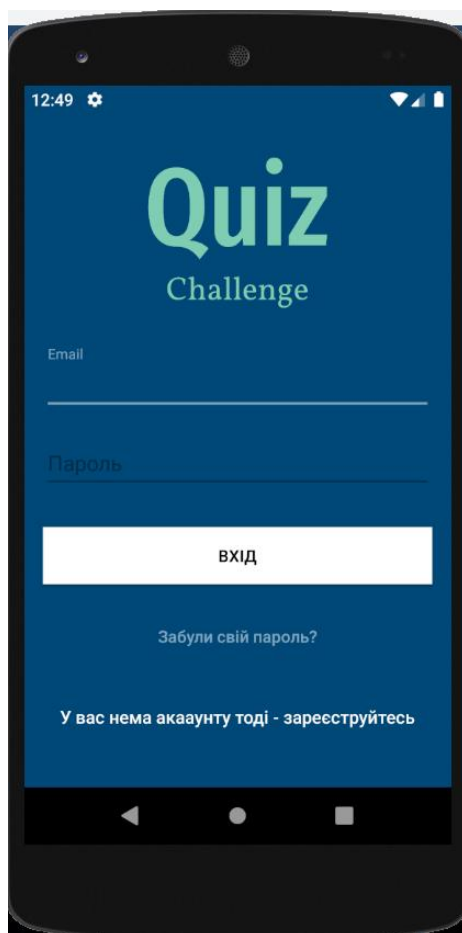 12:49
Quiz
Challenge
Email
Пароль
ВХІД
Забули свій пароль?
У вас нема акааунту тоді - зареєструйтесь